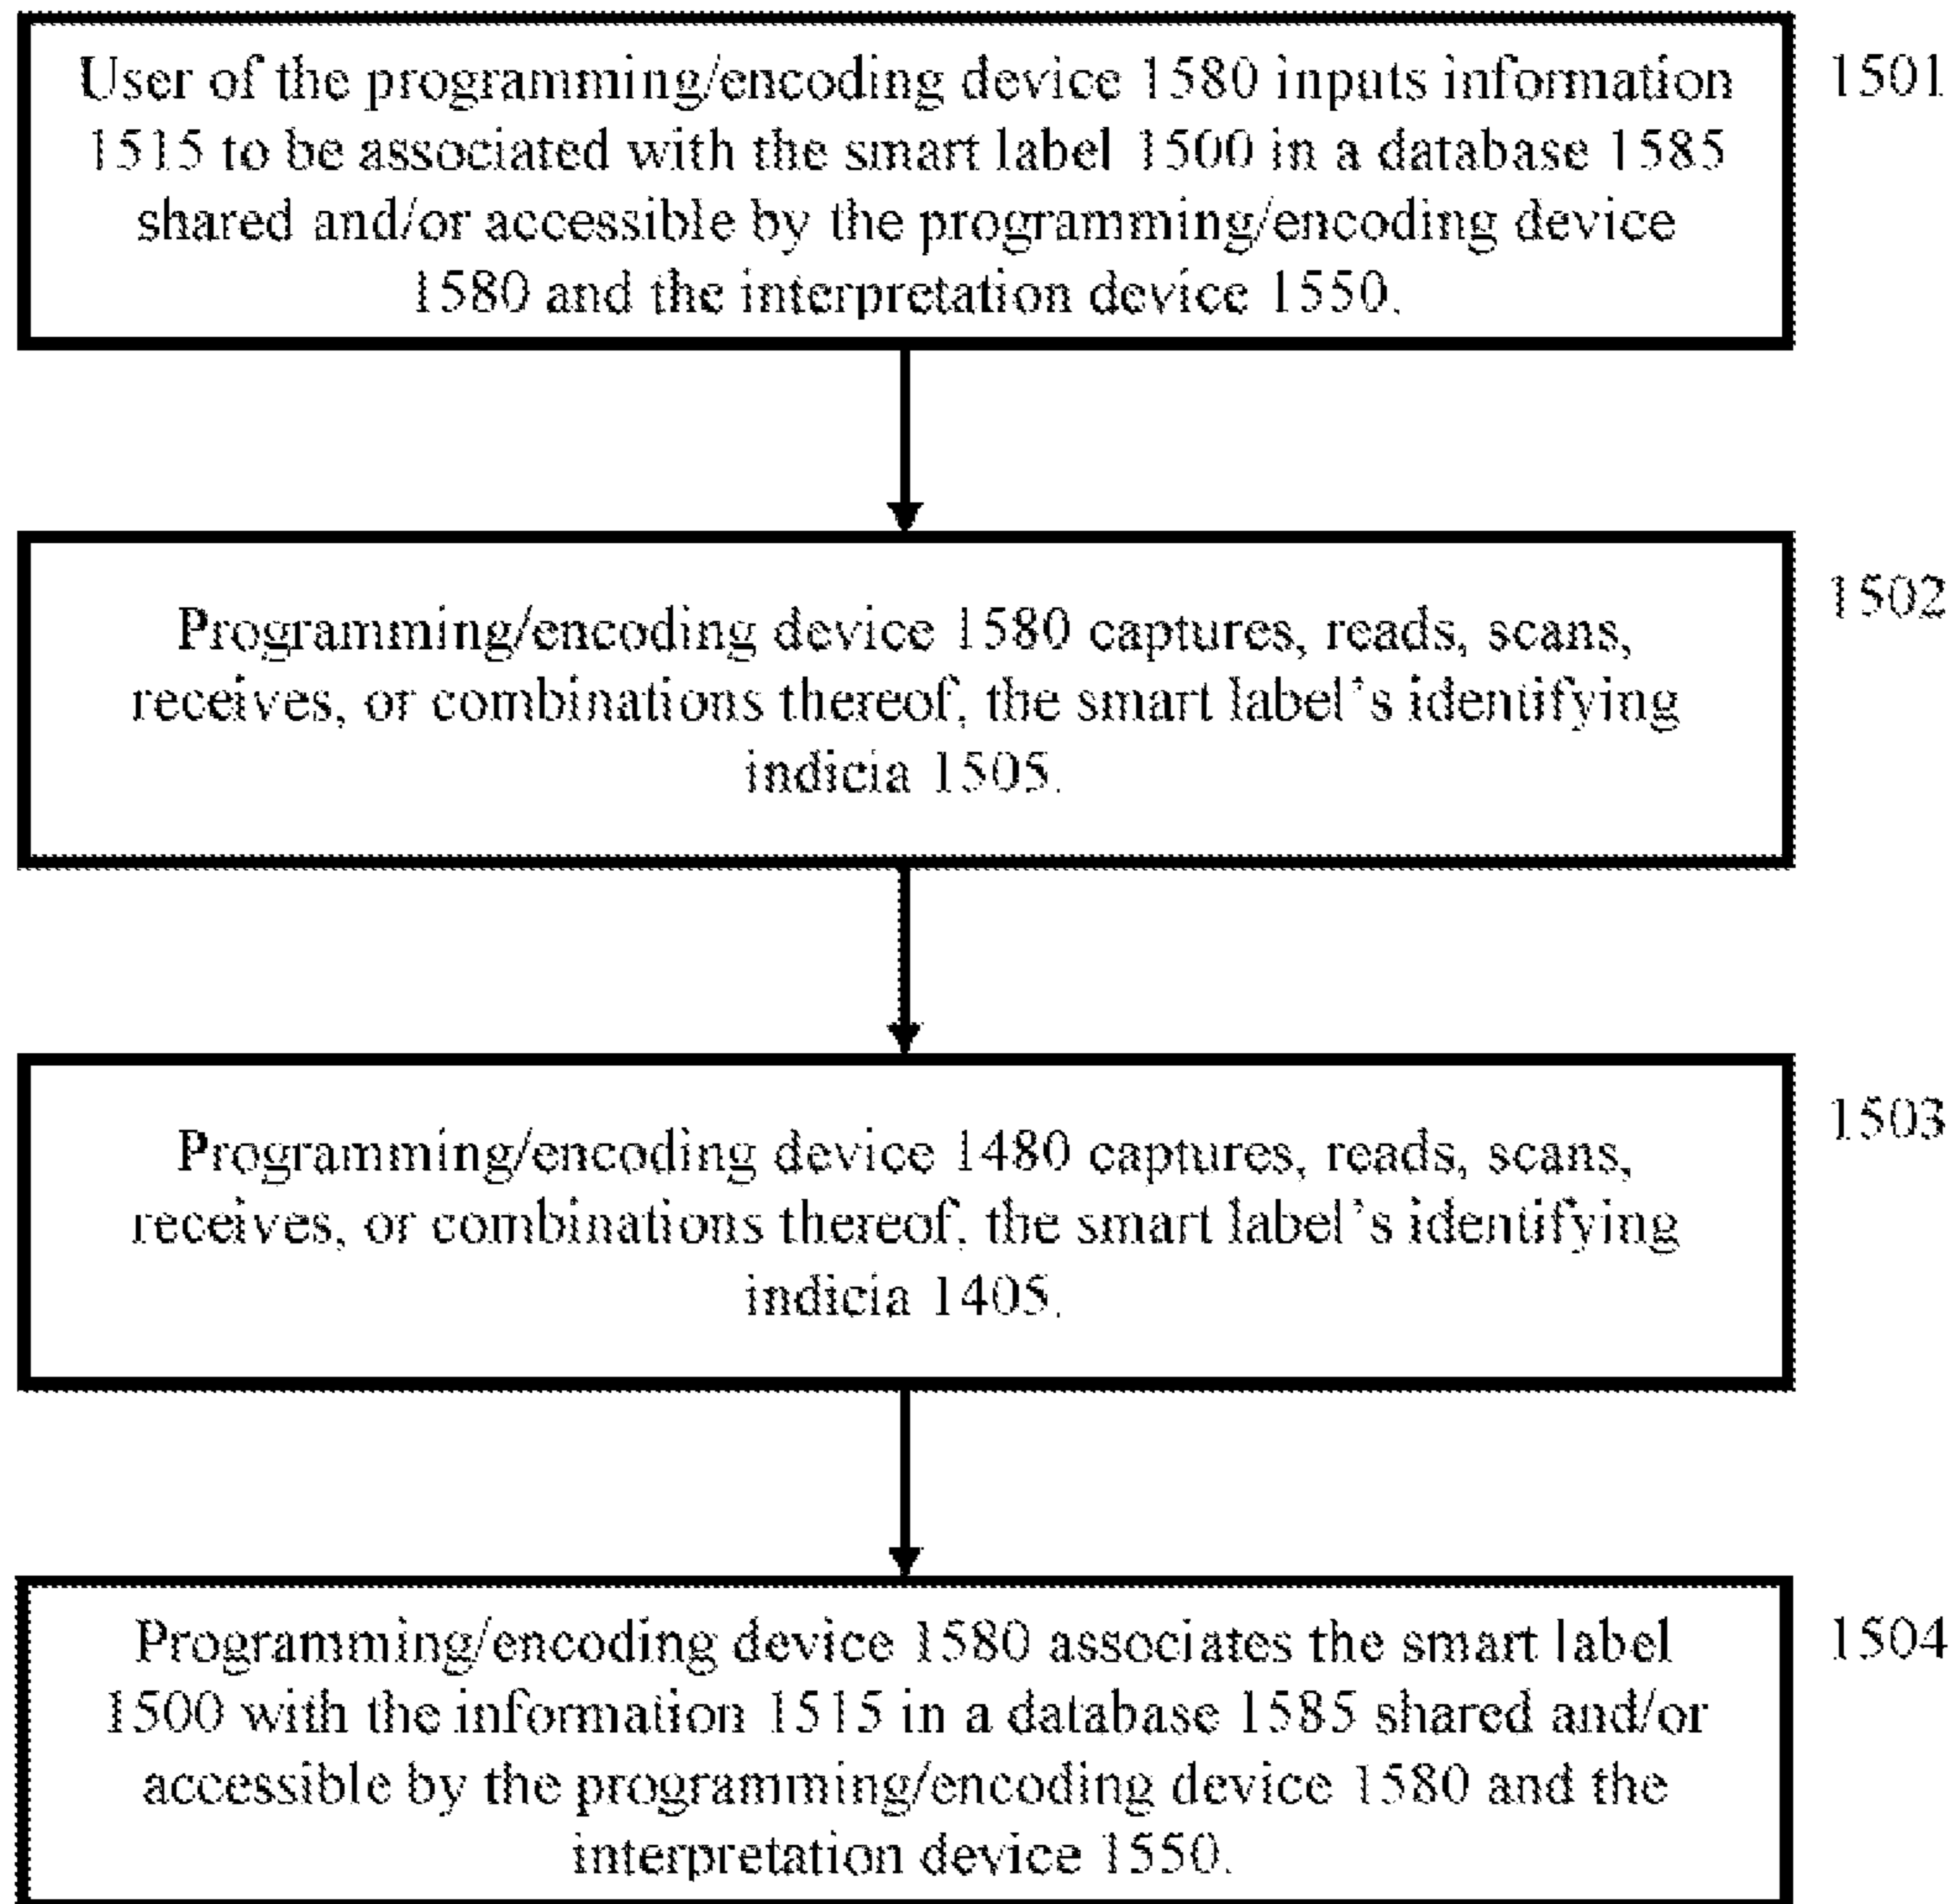 User of the programming/encoding device 1580 inputs information
1515 to be associated with the smart label 1500 in a database 1585
shared and/or accessible by the programming/encoding device
1580 and the interpretation device 1550.
1501
Programming/encoding device 1580 captures, reads, scans,
receives, or combinations thereof, the smart label's identifying
indicia 1505.
1502
Programming/encoding device 1480 captures, reads, scans,
receives, or combinations thereof, the smart label's identifying
indicia 1405.
1503
Programming/encoding device 1580 associates the smart label
1500 with the information 1515 in a database 1585 shared and/or
accessible by the programming/encoding device 1580 and the
interpretation device 1550.
1504